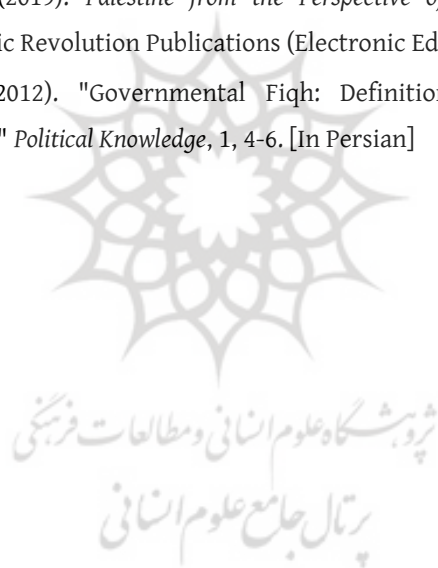 (2019). Palestine from the Perspective o
ic Revolution Publications (Electronic Ed
2012). "Governmental Fiqh: Definition
" Political Knowledge, 1, 4-6. [In Persian]
پژوهشگاه علوم انسانی و مطالعات فرهنگی
پرتال جامع علوم انسانی